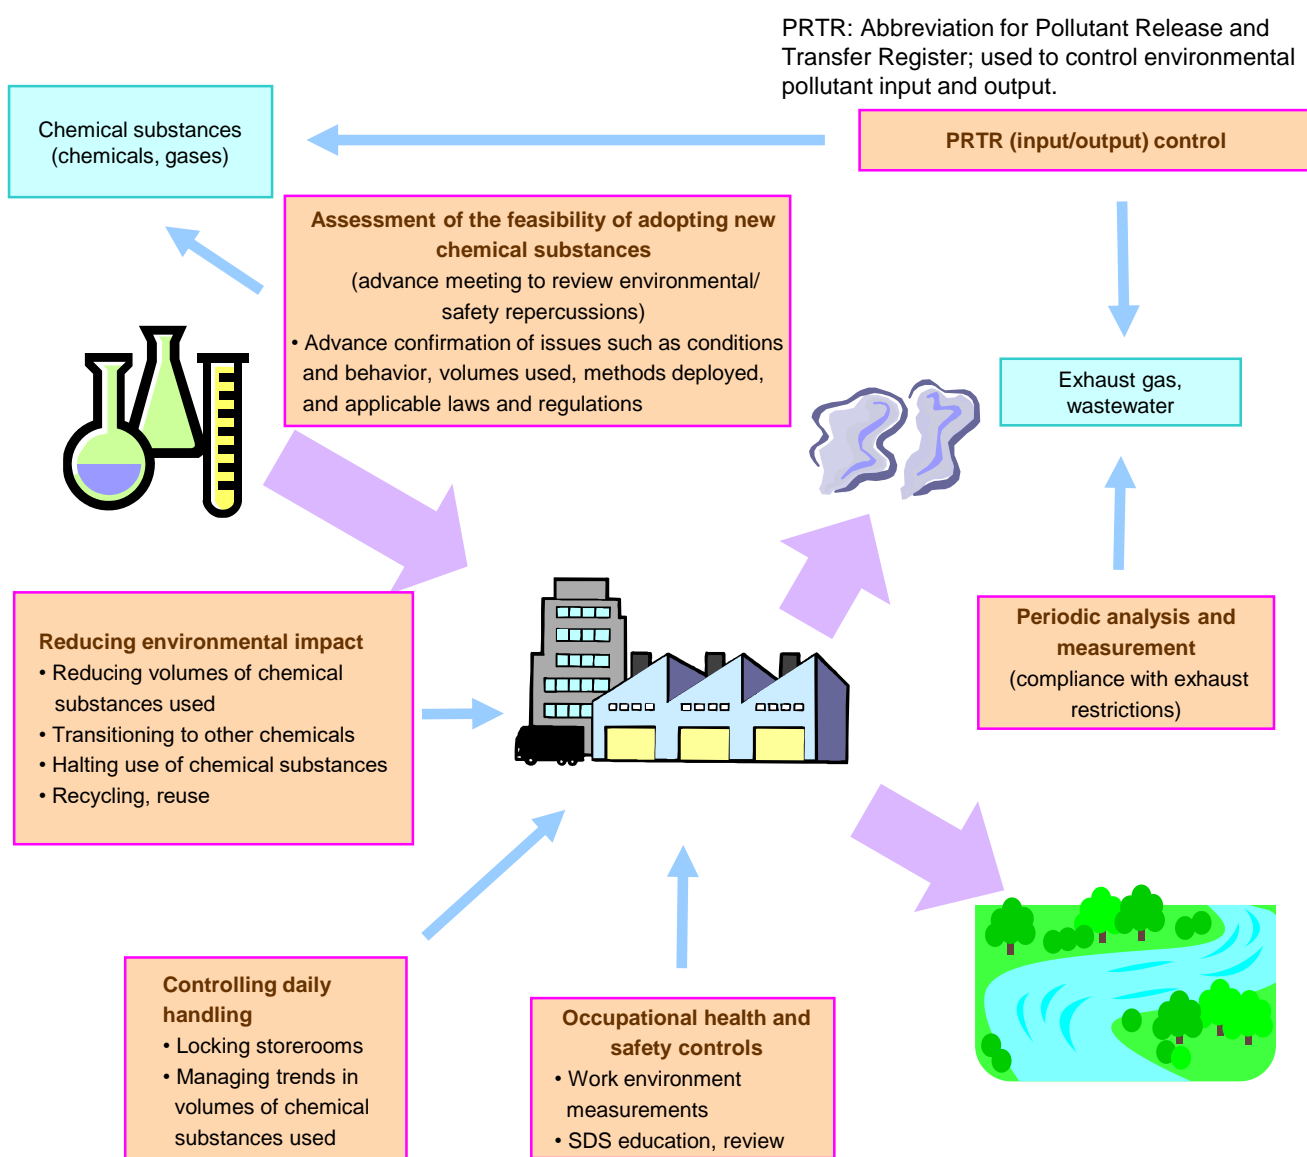 PRTR: Abbreviation for Pollutant Release and
Transfer Register; used to control environmental
pollutant input and output.
Chemical substances
(chemicals, gases)
PRTR (input/output) control
Assessment of the feasibility of adopting new
chemical substances
(advance meeting to review environmental/
safety repercussions)
• Advance confirmation of issues such as conditions
and behavior, volumes used, methods deployed,
and applicable laws and regulations
Exhaust gas,
wastewater
Periodic analysis and
measurement
(compliance with exhaust
restrictions)
Reducing environmental impact
• Reducing volumes of chemical
substances used
• Transitioning to other chemicals
• Halting use of chemical substances
• Recycling, reuse
Controlling daily
handling
• Locking storerooms
• Managing trends in
volumes of chemical
substances used
Occupational health and
safety controls
• Work environment
measurements
• SDS education, review